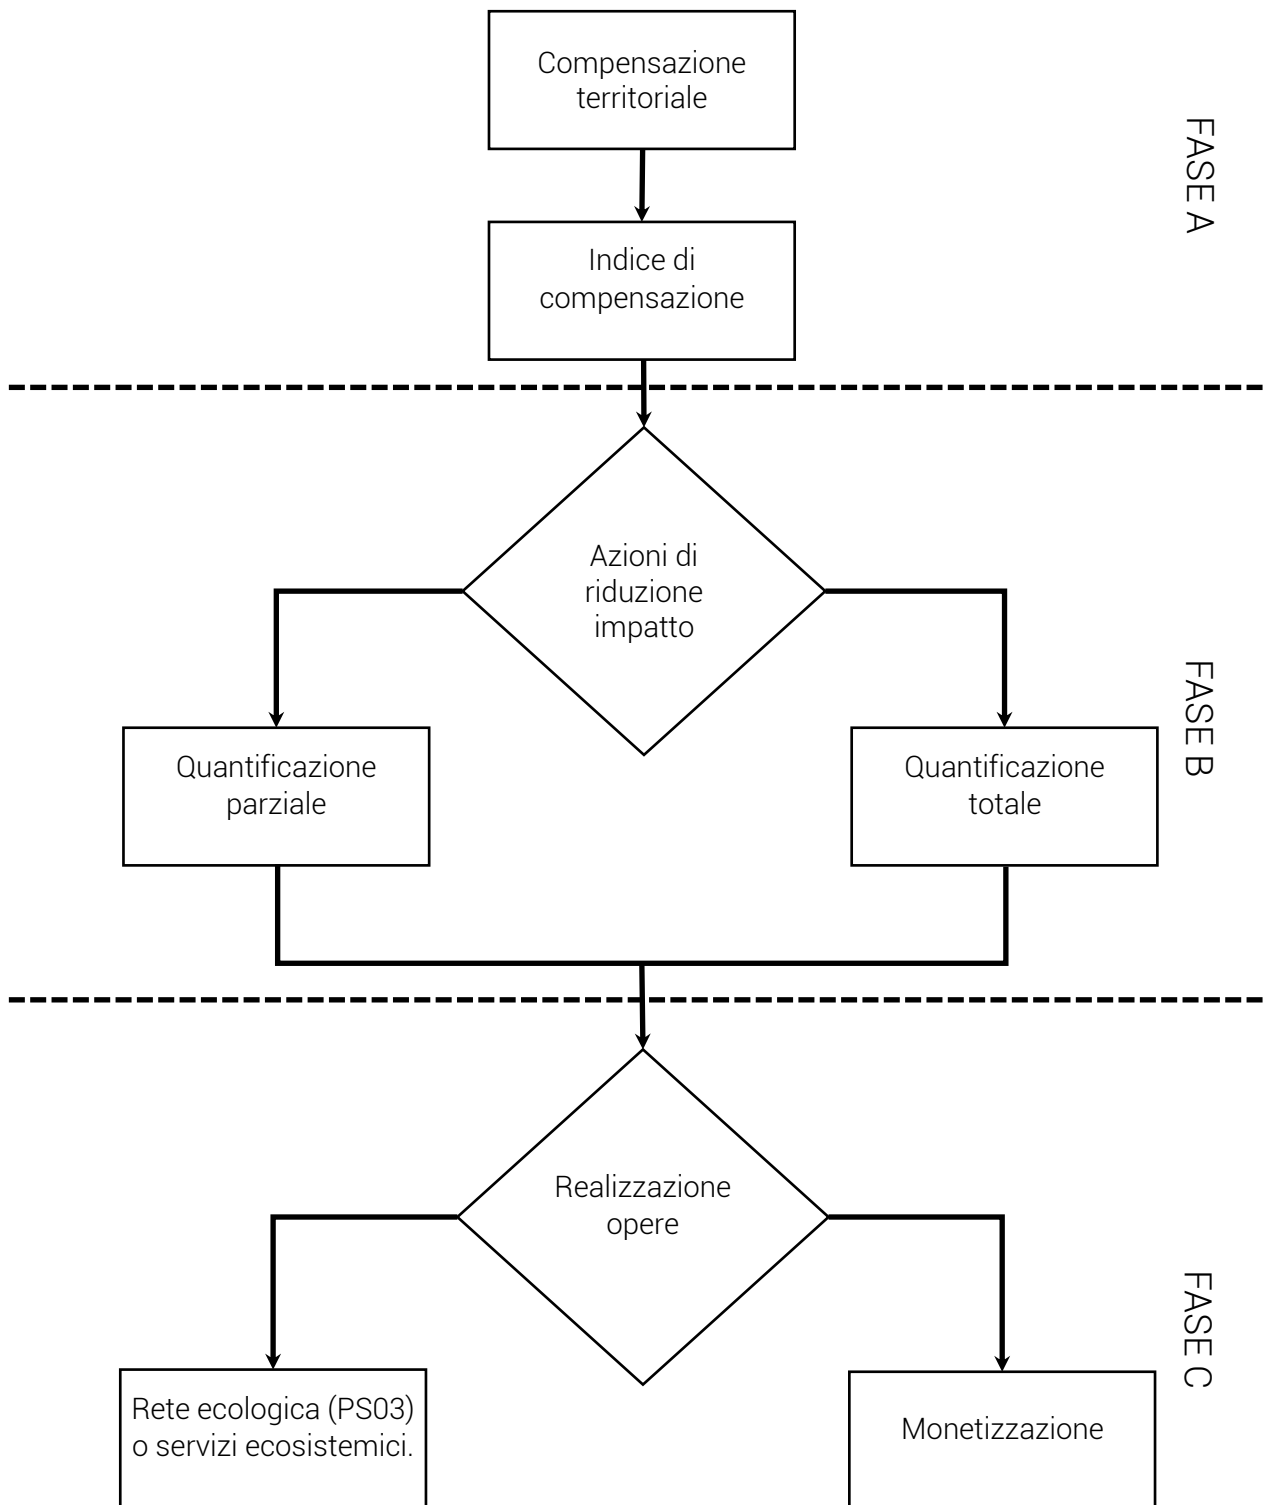 Compensazione
territoriale
FASE A
Indice di
compensazione
Azioni di
riduzione
impatto
FASE B
Quantificazione
parziale
Quantificazione
totale
Realizzazione
opere
FASE C
Rete ecologica (PS03)
o servizi ecosistemici.
Monetizzazione